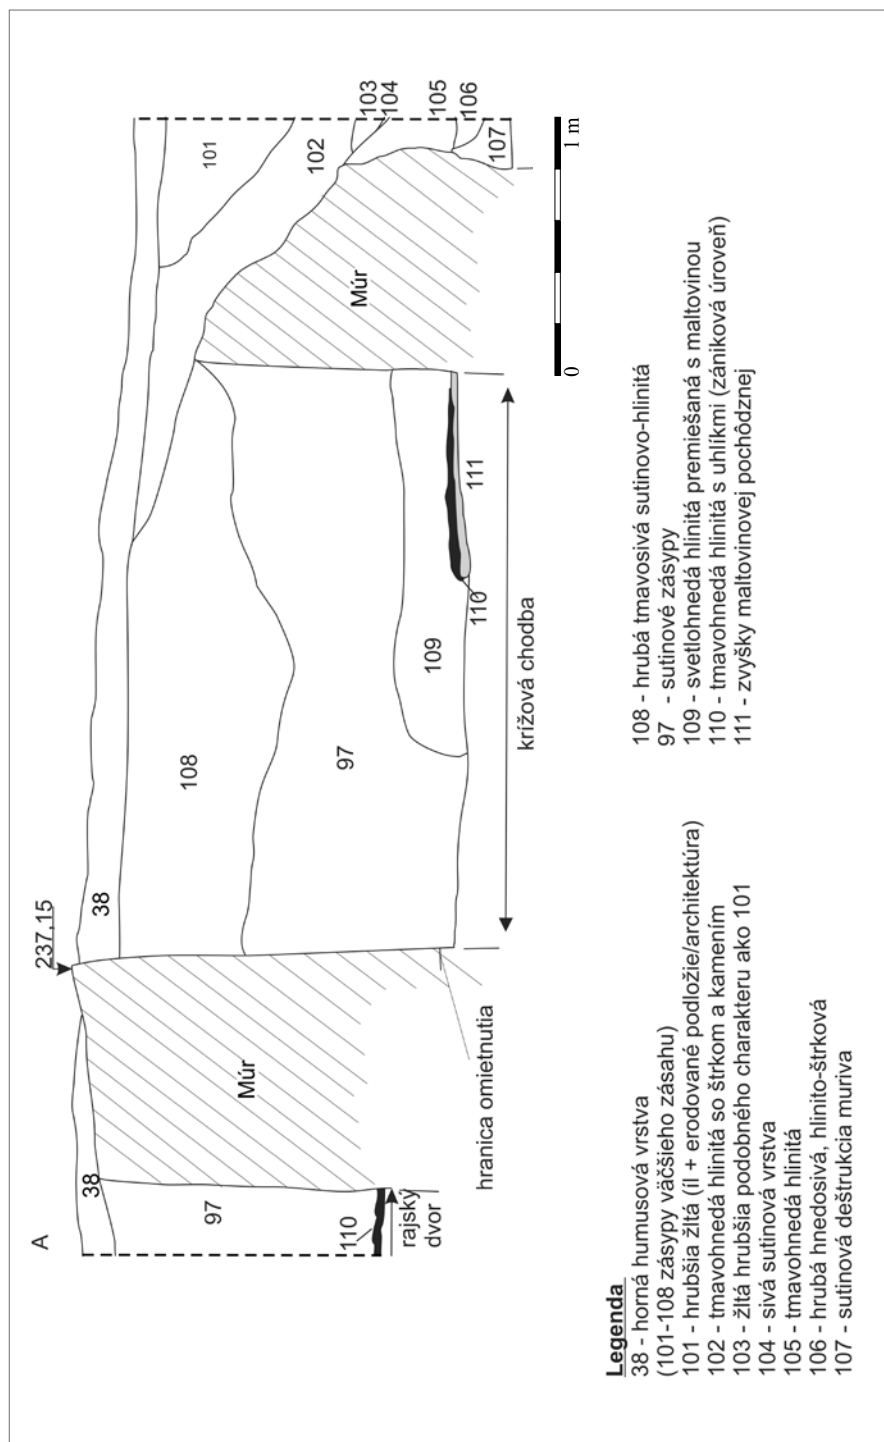 A
38
237,15
38
108
97
97
110
rajský
dvor
Múr
hranica omietnutia
109
110
111
krížová chodba
Múr
101
102
103
104
105
106
107
0
1 m
Legenda
38 - horná humusová vrstva
(101-108 zásypy väčšieho zásahu)
101 - hrubšia žltá (íl + erodované podložie/architektúra)
102 - tmavohnedá hlinitá so štrkom a kamením
103 - žltá hrubšia podobného charakteru ako 101
104 - sivá sutinová vrstva
105 - tmavohnedá hlinitá
106 - hrubá hnedosivá, hlinito-štrková
107 - sutinová deštrukcia muriva
108 - hrubá tmavosivá sutinovo-hlinitá
97 - sutinové zásypy
109 - svetlohnedá hlinitá premiešaná s maltovinou
110 - tmavohnedá hlinitá s uhlíkmi (zániková úroveň)
111 - zvyšky maltovinovej pochôdznej